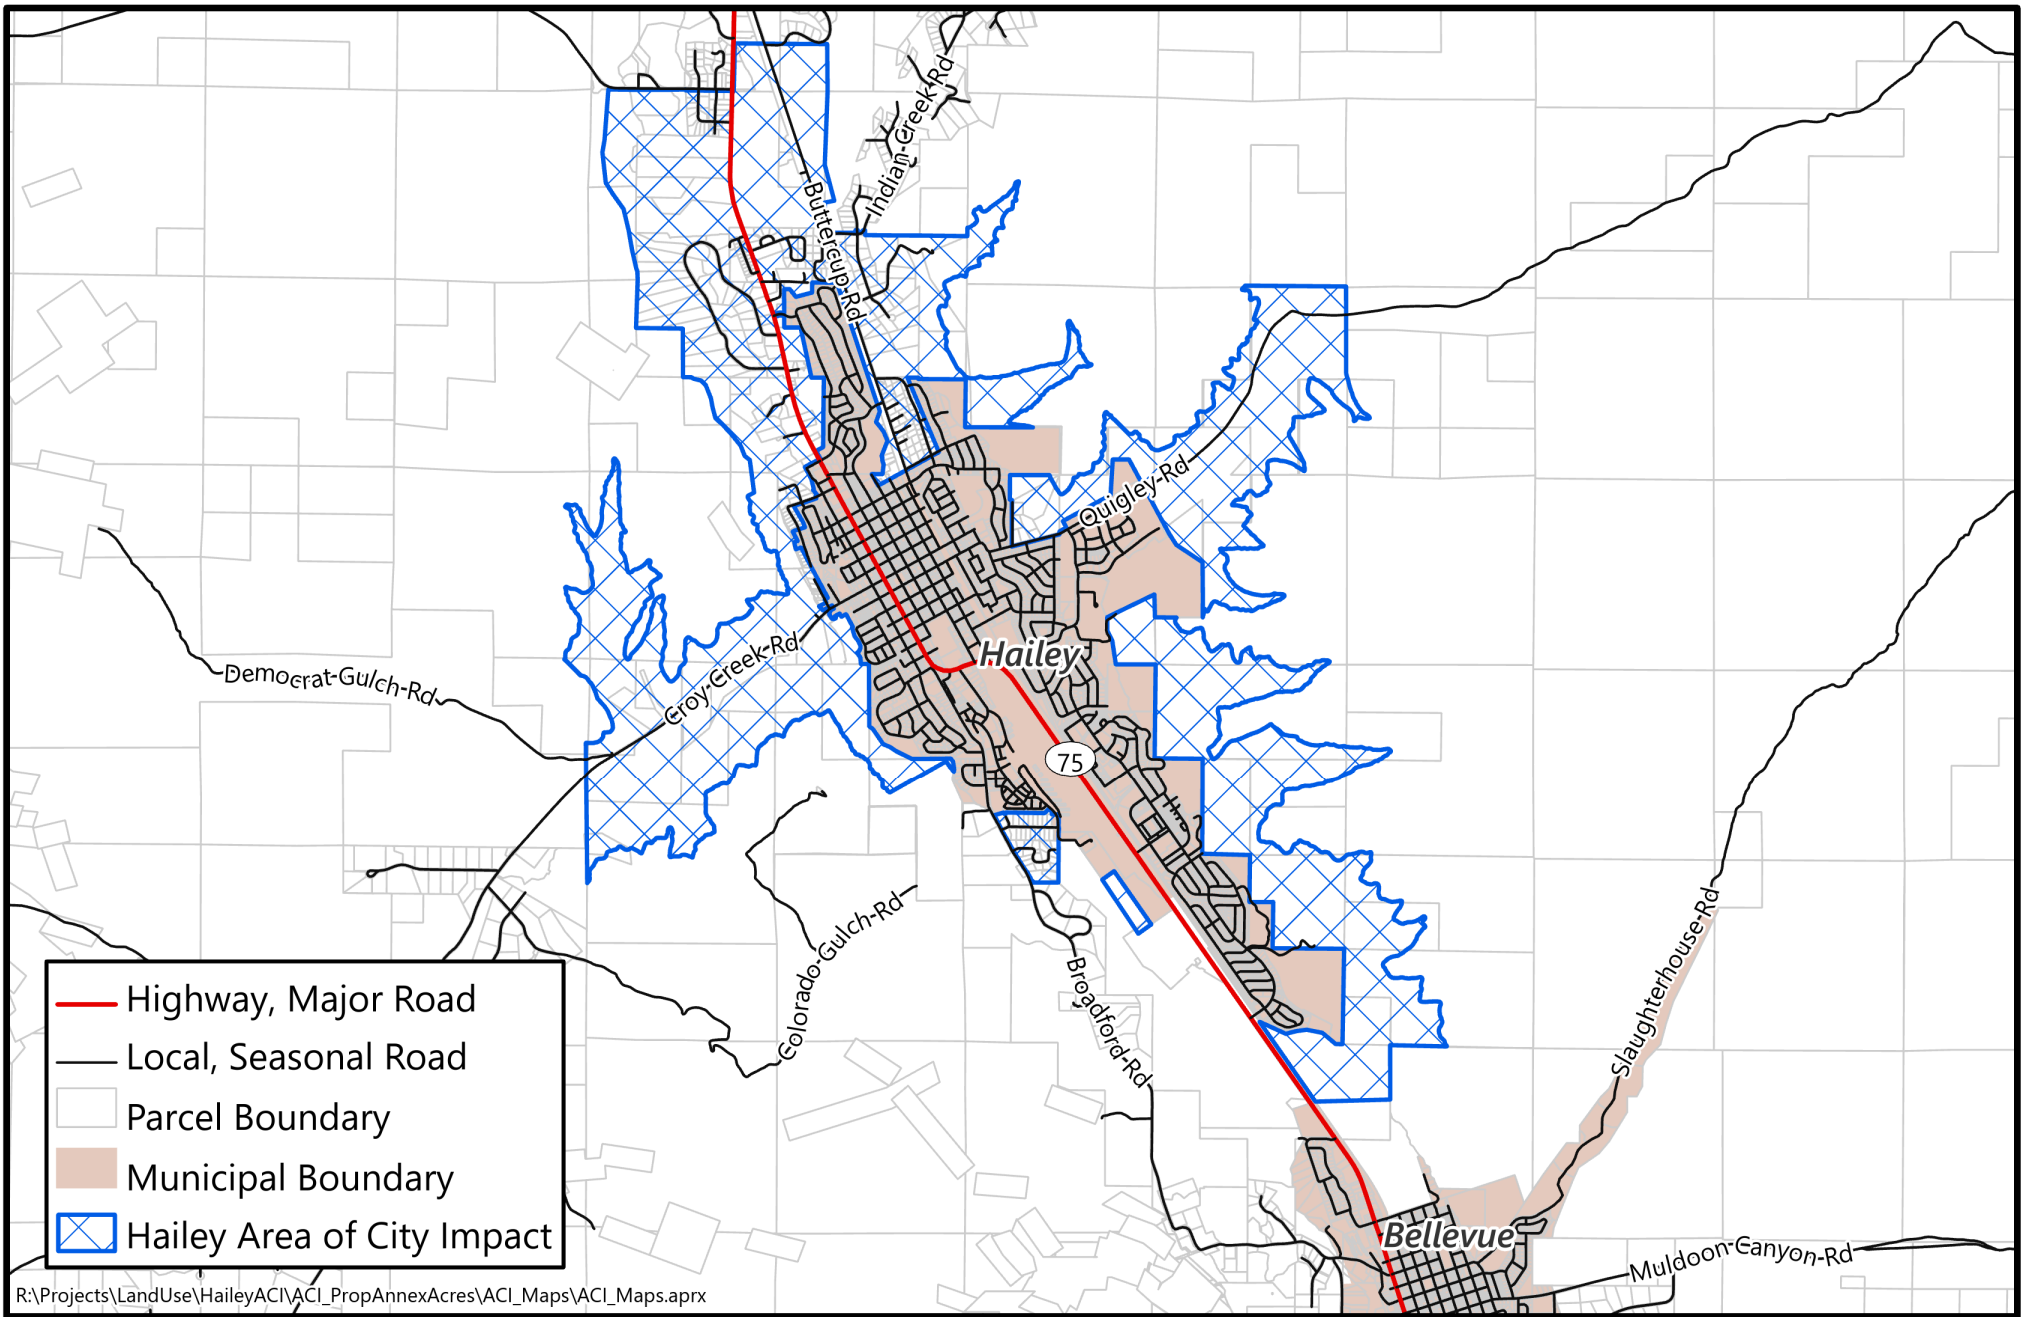 Indian-Creek-Rd
Buttercup-Rd
Quigley-Rd
Hailey
Croy-Creek-Rd
Democrat-Gulch-Rd
75
Colorado-Gulch-Rd
Broadford-Rd
Slaughterhouse-Rd
Bellevue
Muldoon-Canyon-Rd
Highway, Major Road
Local, Seasonal Road
Parcel Boundary
Municipal Boundary
Hailey Area of City Impact
R:\Projects\LandUse\HaileyACI\ACI_PropAnnexAcres\ACI_Maps\ACI_Maps.aprx